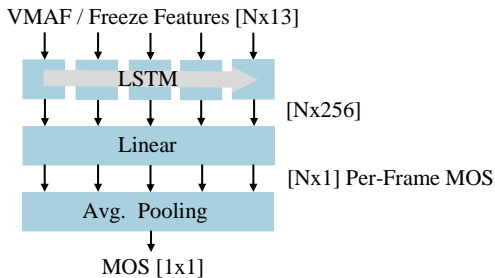 VMAF / Freeze Features [Nx13]
LSTM
[Nx256]
Linear
[Nx1] Per-Frame MOS
Avg. Pooling
MOS [1x1]